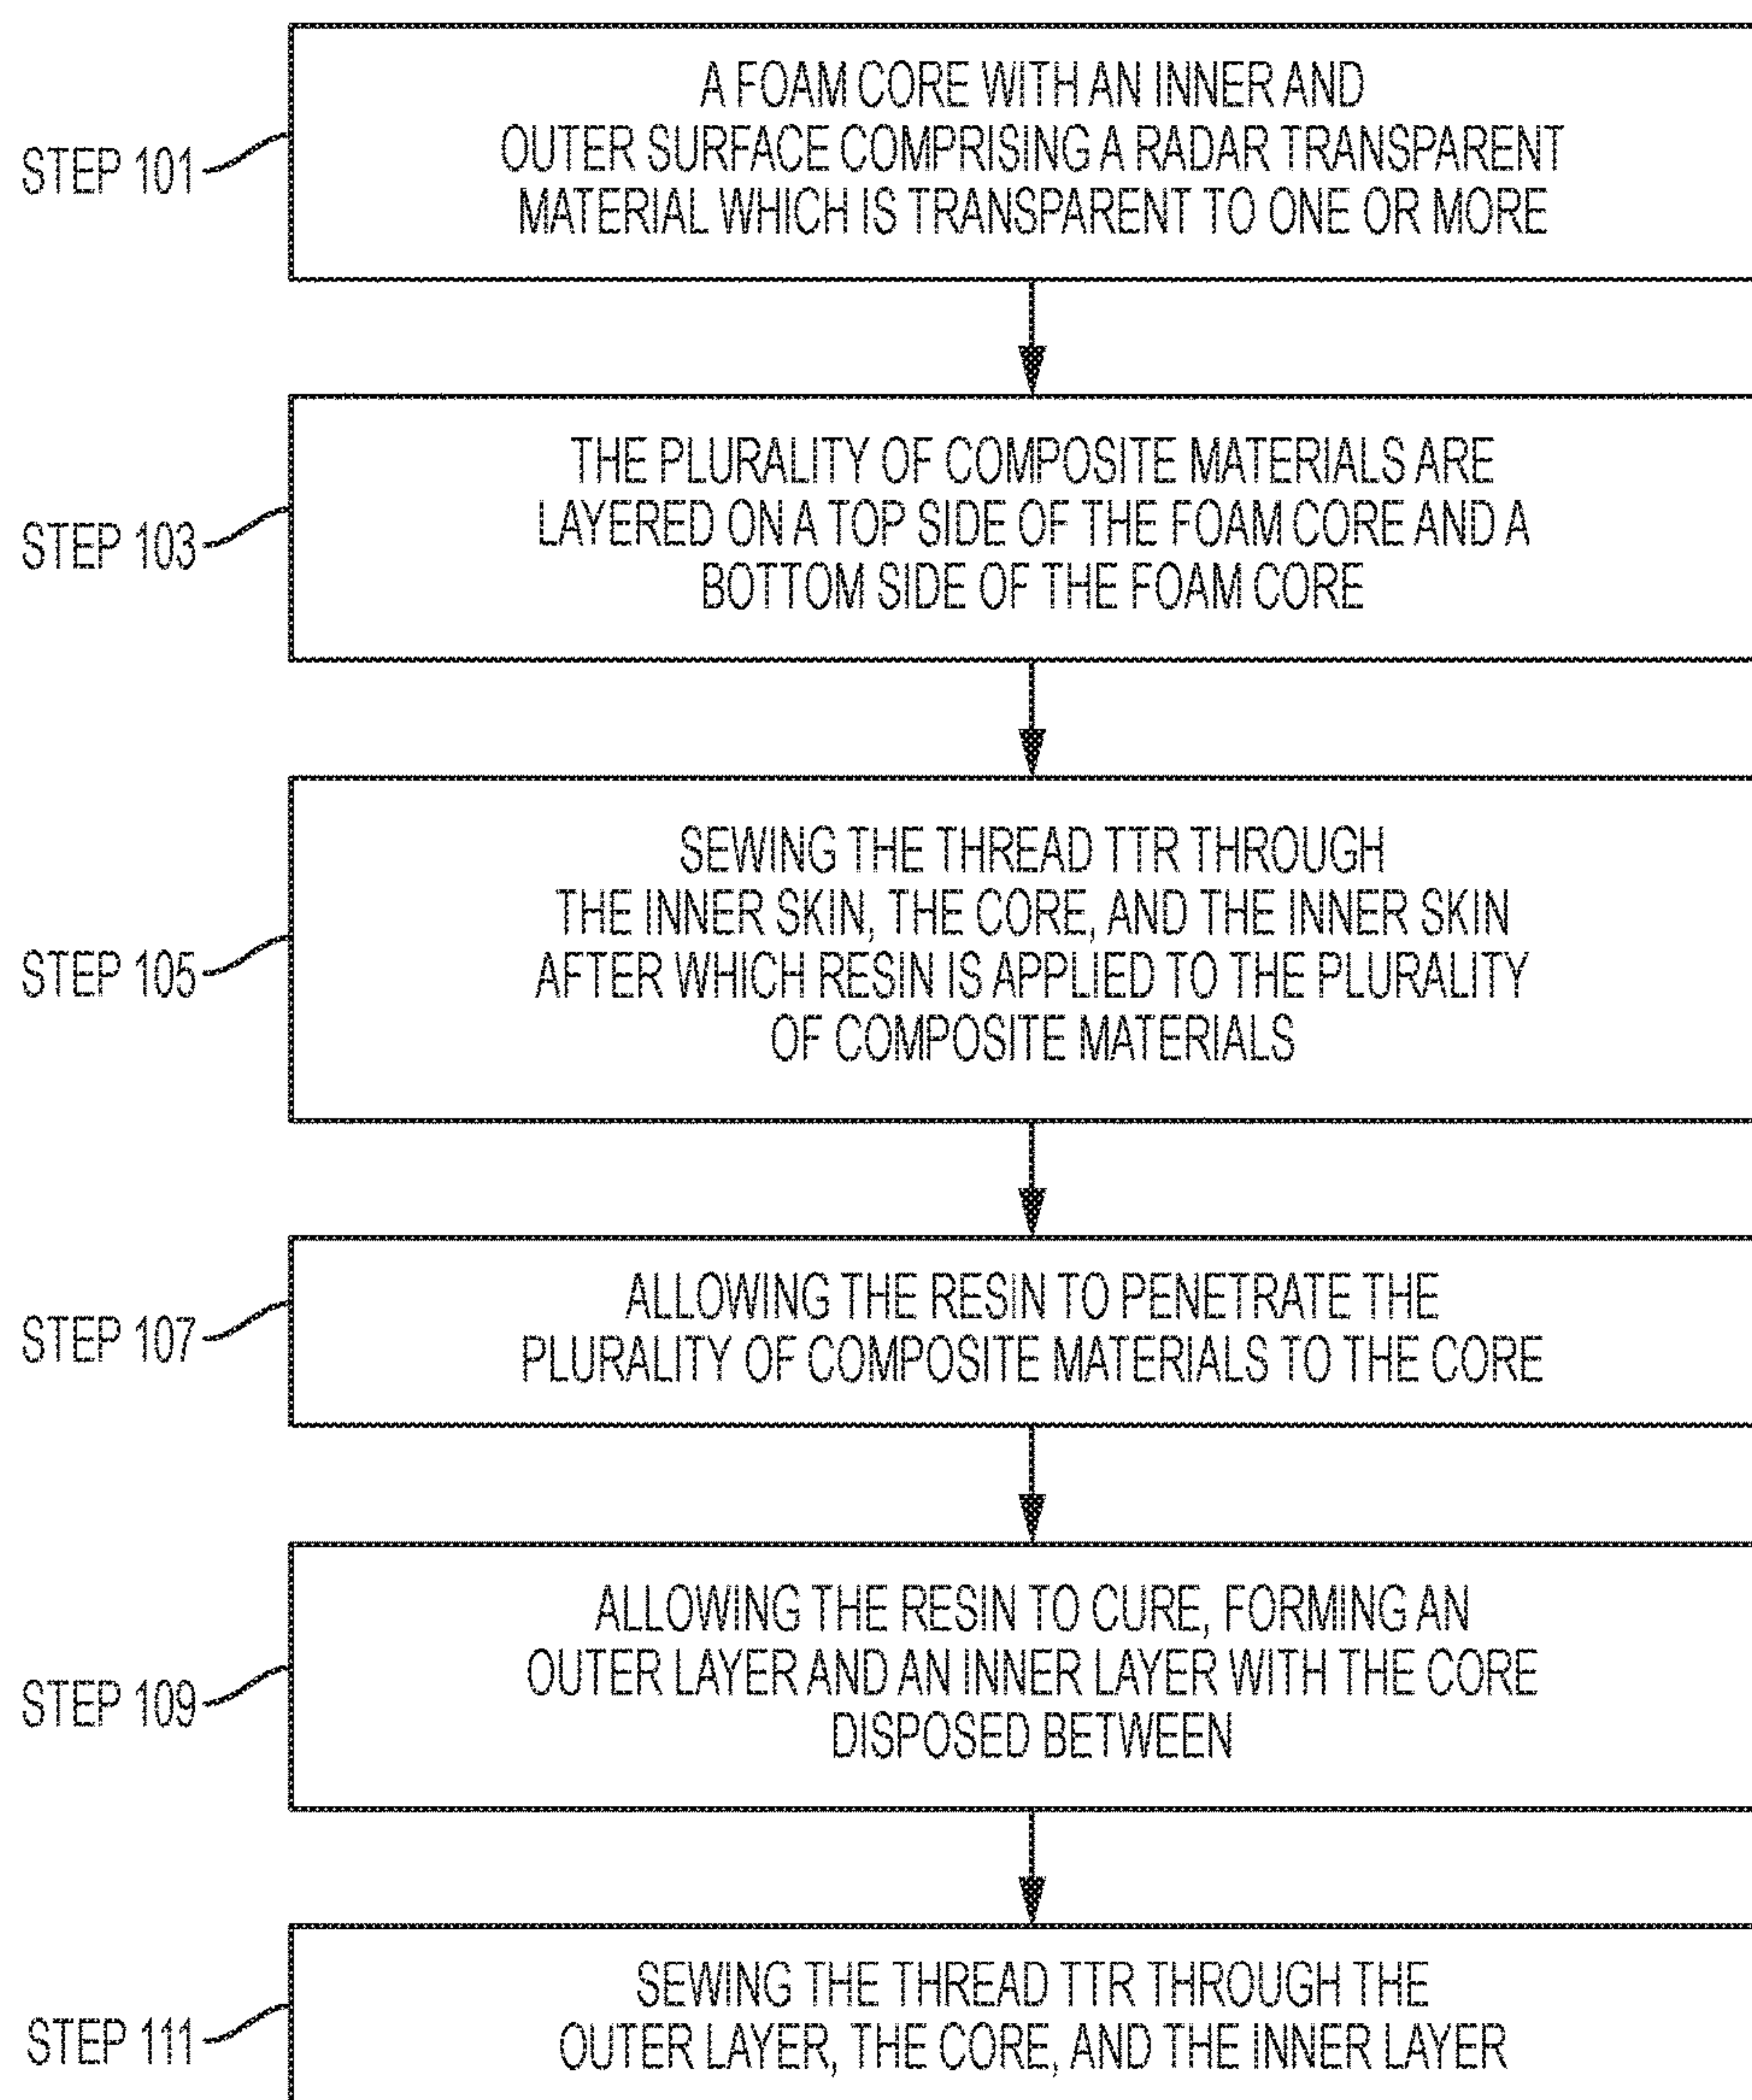 STEP 101
A FOAM CORE WITH AN INNER AND
OUTER SURFACE COMPRISING A RADAR TRANSPARENT
MATERIAL WHICH IS TRANSPARENT TO ONE OR MORE
STEP 103
THE PLURALITY OF COMPOSITE MATERIALS ARE
LAYERED ON A TOP SIDE OF THE FOAM CORE AND A
BOTTOM SIDE OF THE FOAM CORE
STEP 105
SEWING THE THREAD TTR THROUGH
THE INNER SKIN, THE CORE, AND THE INNER SKIN
AFTER WHICH RESIN IS APPLIED TO THE PLURALITY
OF COMPOSITE MATERIALS
STEP 107
ALLOWING THE RESIN TO PENETRATE THE
PLURALITY OF COMPOSITE MATERIALS TO THE CORE
STEP 109
ALLOWING THE RESIN TO CURE, FORMING AN
OUTER LAYER AND AN INNER LAYER WITH THE CORE
DISPOSED BETWEEN
STEP 111
SEWING THE THREAD TTR THROUGH THE
OUTER LAYER, THE CORE, AND THE INNER LAYER